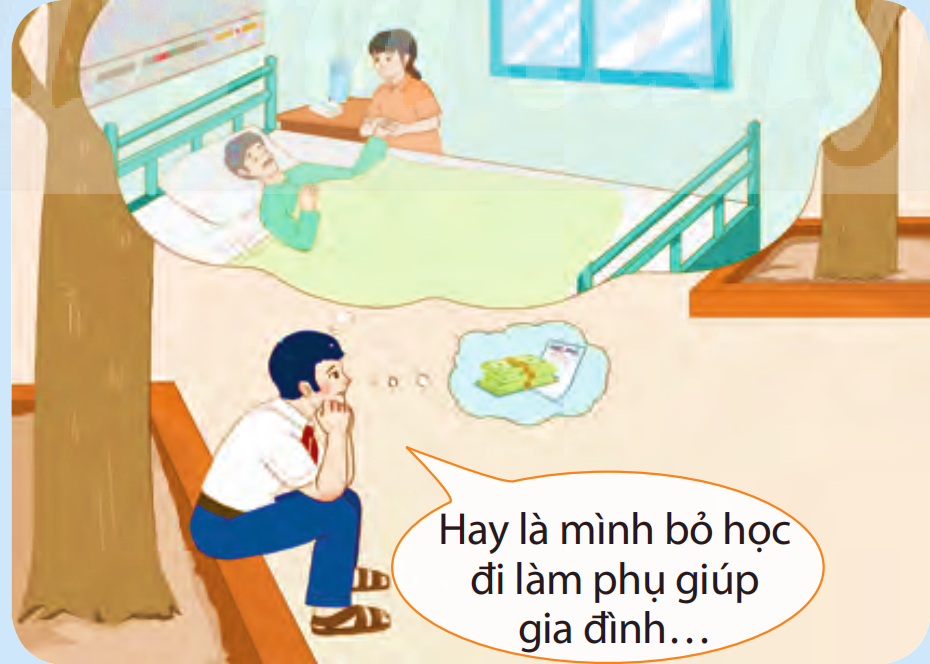 Hay là mình bỏ học
đi làm phụ giúp
gia đình...